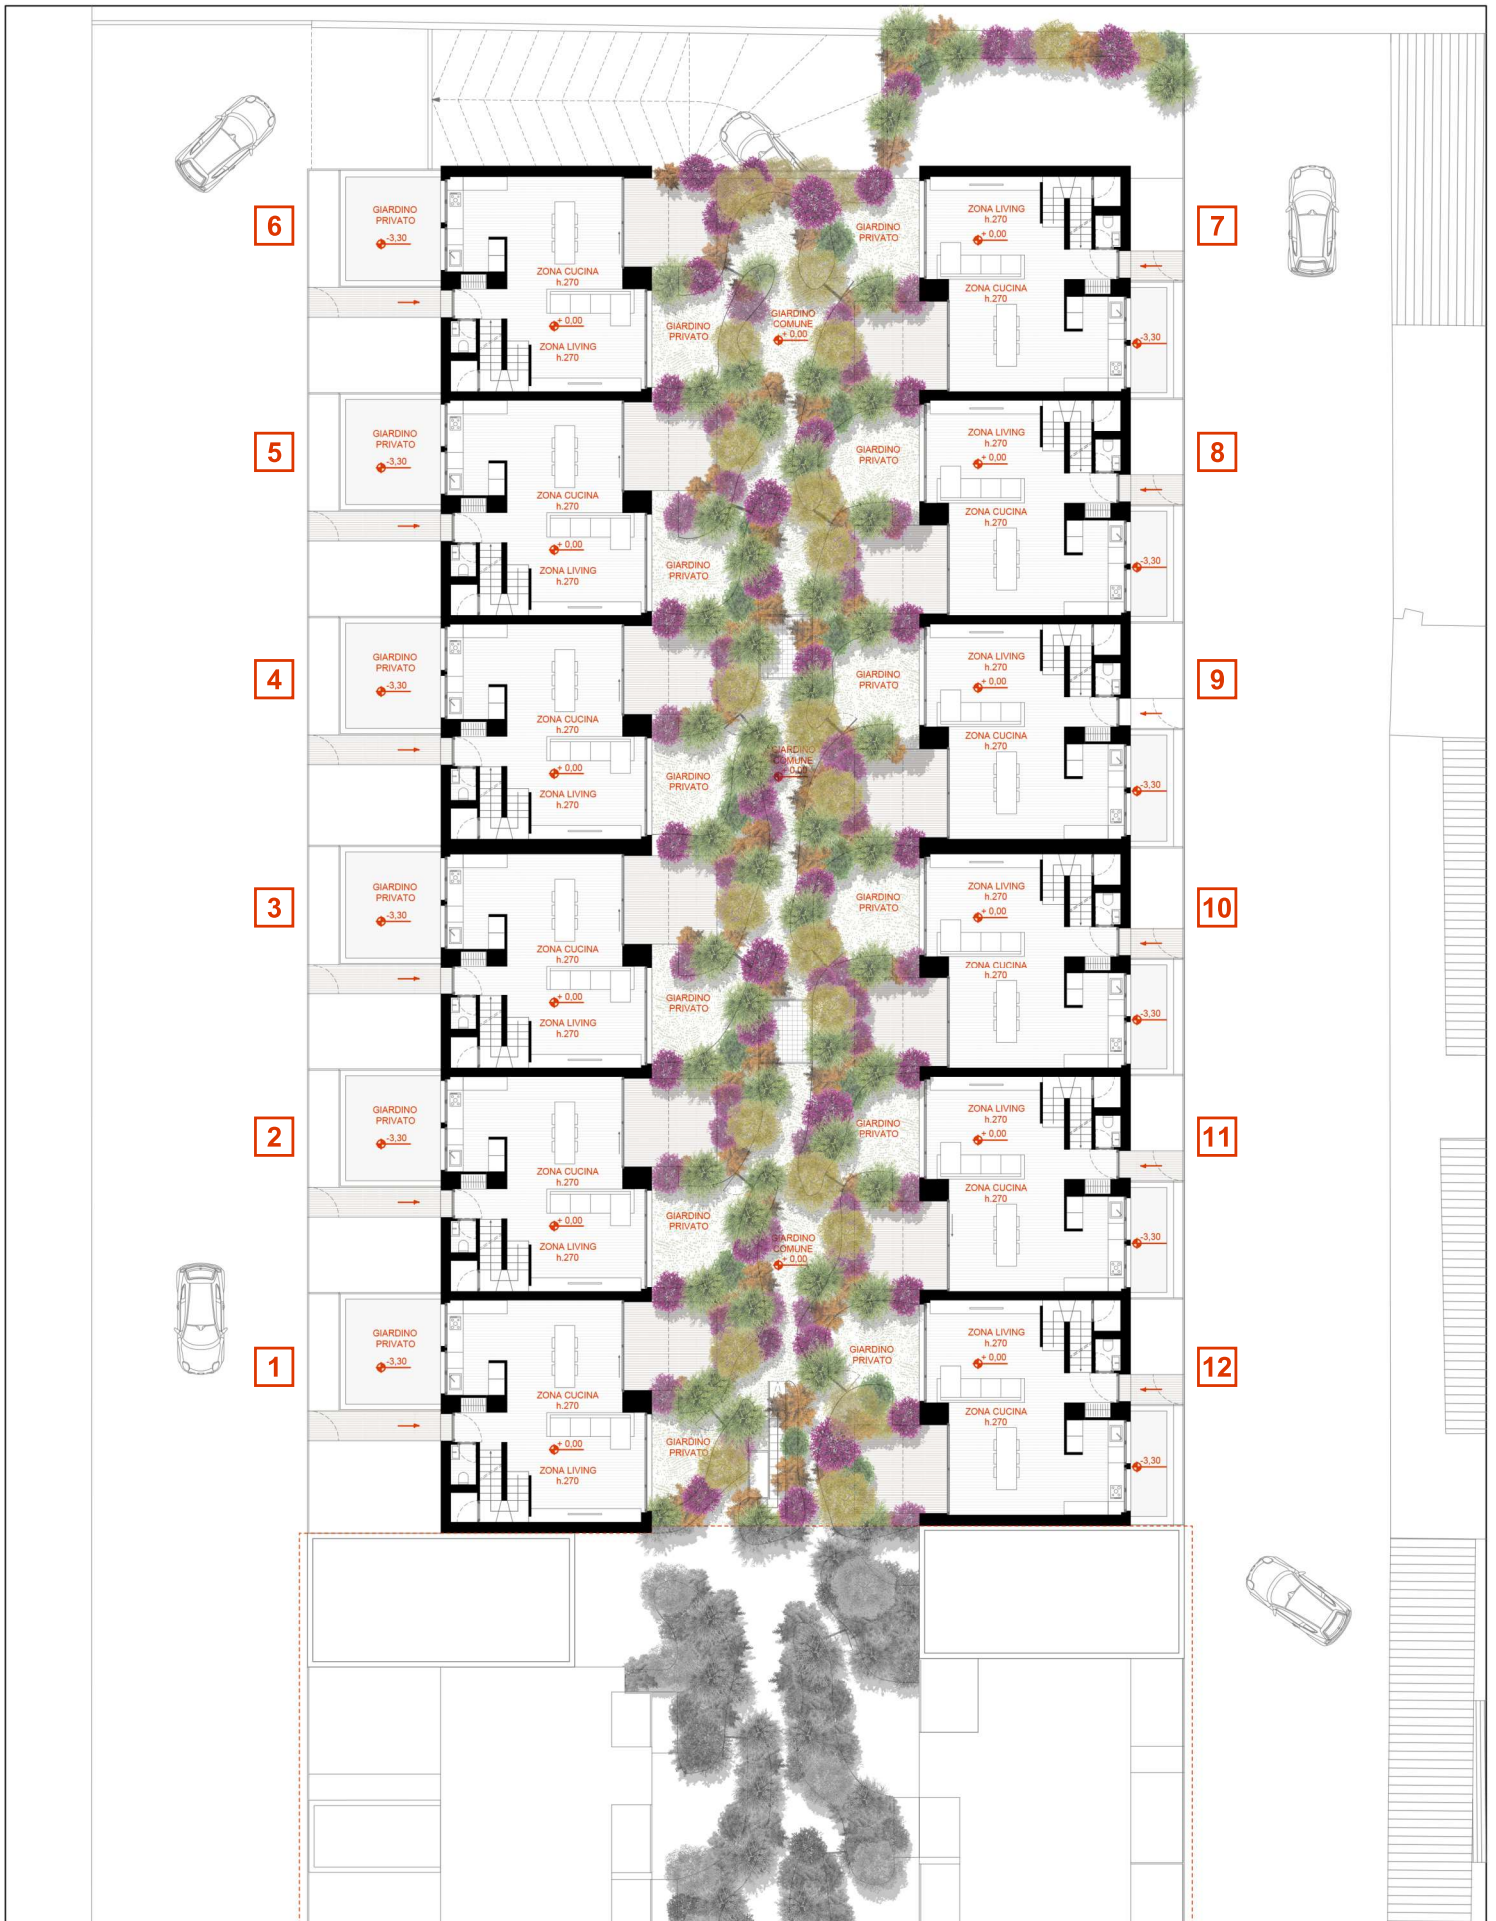 6
GIARDINO
PRIVATO
-3,30
ZONA CUCINA
h.270
+ 0,00
ZONA LIVING
h.270
GIARDINO
PRIVATO
GIARDINO
COMUNE
+ 0,00
GIARDINO
PRIVATO
ZONA LIVING
h.270
+ 0,00
ZONA CUCINA
h.270
-3,30
7
5
GIARDINO
PRIVATO
-3,30
ZONA CUCINA
h.270
+ 0,00
ZONA LIVING
h.270
GIARDINO
PRIVATO
GIARDINO
PRIVATO
ZONA LIVING
h.270
+ 0,00
ZONA CUCINA
h.270
-3,30
8
4
GIARDINO
PRIVATO
-3,30
ZONA CUCINA
h.270
+ 0,00
ZONA LIVING
h.270
GIARDINO
PRIVATO
GIARDINO
COMUNE
+ 0,00
GIARDINO
PRIVATO
ZONA LIVING
h.270
+ 0,00
ZONA CUCINA
h.270
-3,30
9
3
GIARDINO
PRIVATO
-3,30
ZONA CUCINA
h.270
+ 0,00
ZONA LIVING
h.270
GIARDINO
PRIVATO
GIARDINO
PRIVATO
ZONA LIVING
h.270
+ 0,00
ZONA CUCINA
h.270
-3,30
10
2
GIARDINO
PRIVATO
-3,30
ZONA CUCINA
h.270
+ 0,00
ZONA LIVING
h.270
GIARDINO
PRIVATO
GIARDINO
COMUNE
+ 0,00
GIARDINO
PRIVATO
ZONA LIVING
h.270
+ 0,00
ZONA CUCINA
h.270
-3,30
11
1
GIARDINO
PRIVATO
-3,30
ZONA CUCINA
h.270
+ 0,00
ZONA LIVING
h.270
GIARDINO
PRIVATO
GIARDINO
PRIVATO
ZONA LIVING
h.270
+ 0,00
ZONA CUCINA
h.270
-3,30
12